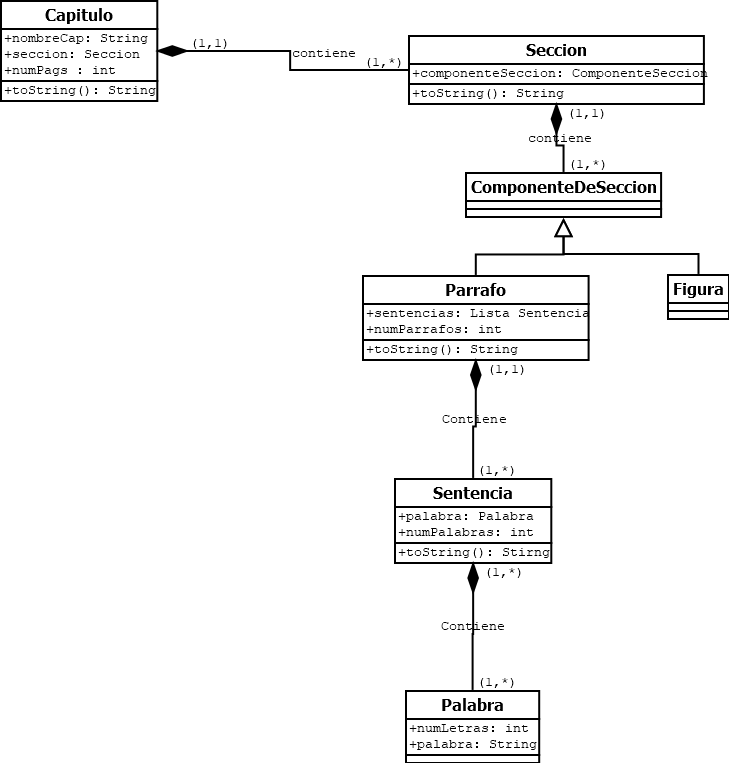 Capitulo
+nombreCap: String
+seccion: Seccion
+numPags : int
+toString(): String
(1,1)
contiene
(1,*)
Seccion
+componenteSeccion: ComponenteSeccion
+toString(): String
(1,1)
contiene
(1,*)
ComponenteDeSeccion
Parrafo
+sentencias: Lista Sentencia
+numParrafos: int
+toString(): String
Figura
(1,1)
Contiene
(1,*)
Sentencia
+palabra: Palabra
+numPalabras: int
+toString(): Stirng
(1,*)
Contiene
(1,*)
Palabra
+numLetras: int
+palabra: String